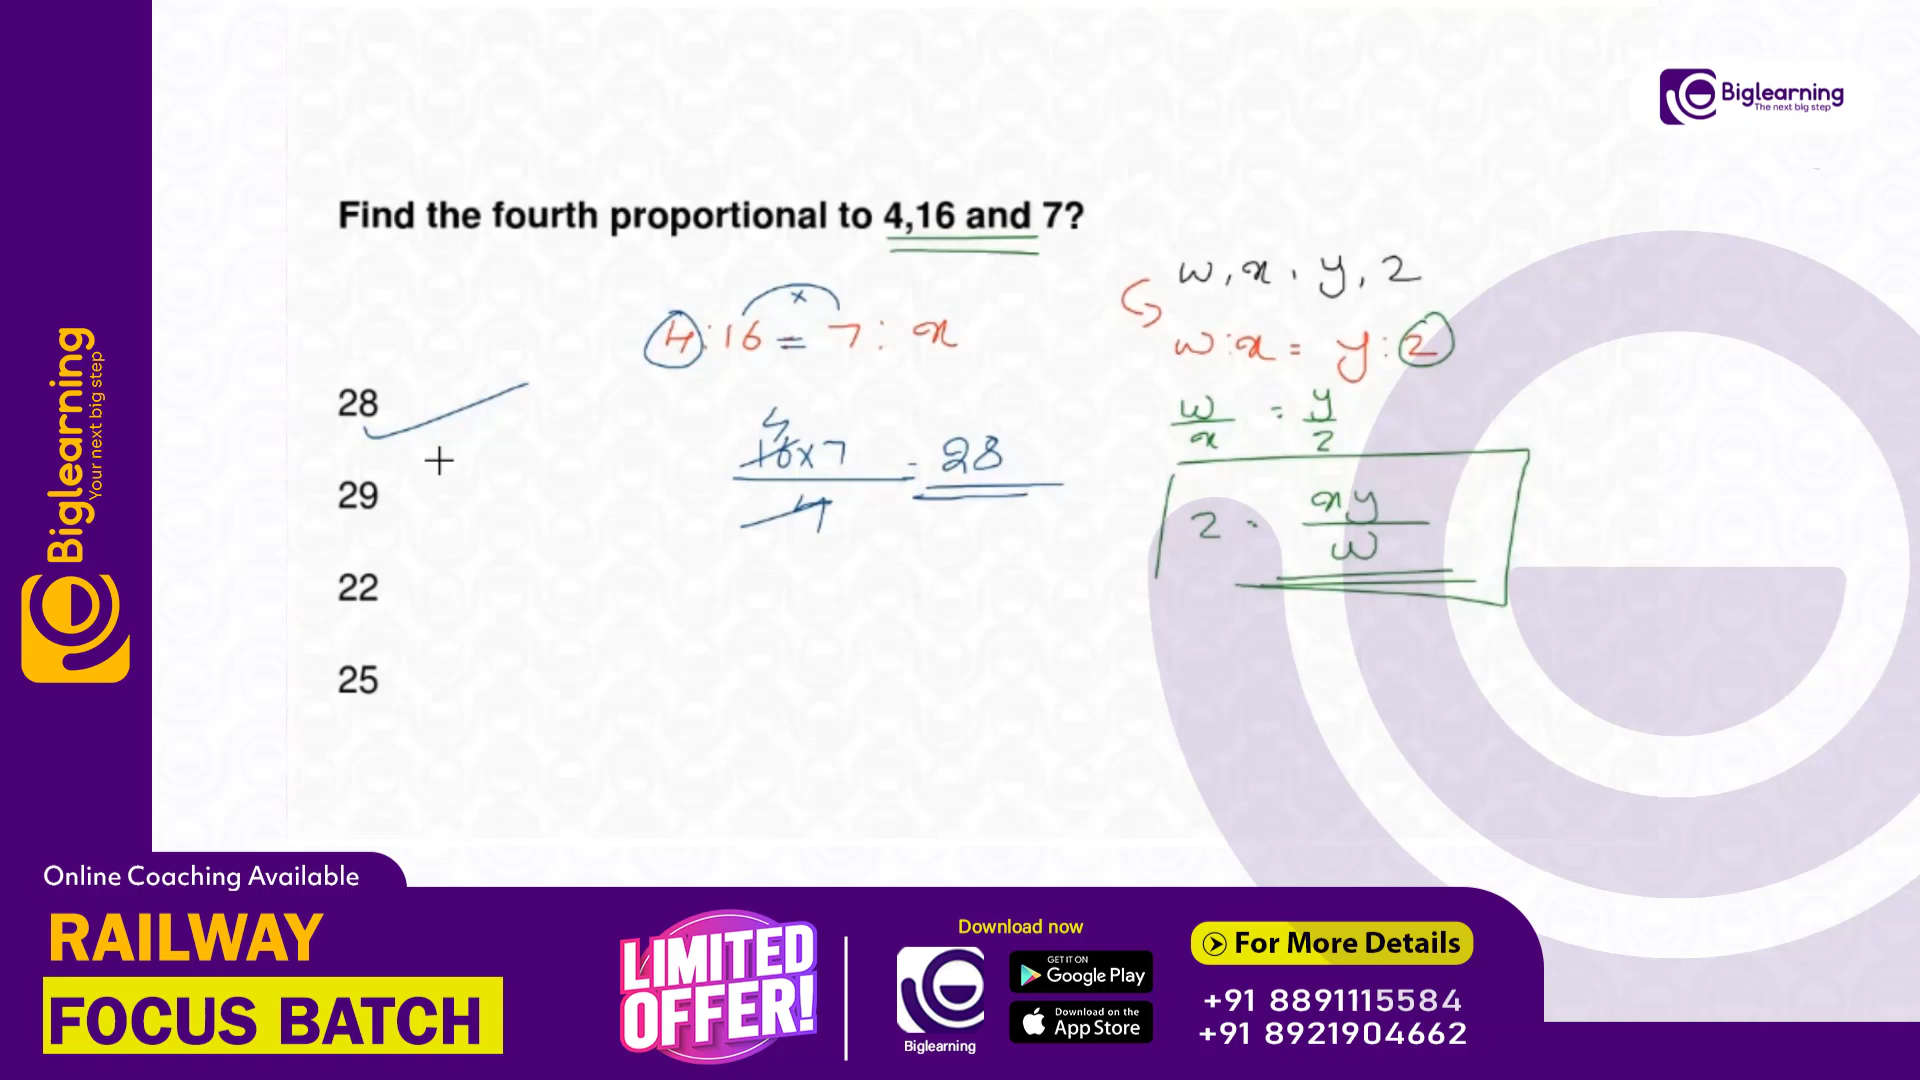 Biglearning
The next big step
Biglearning
Your next big step
Find the fourth proportional to 4,16 and 7?
w, x, y, z
4:16 = 7: x
x
w:x = y:z
28
w/x = y/z
4
16x7/4 = 28
29
z = xy/w
22
25
Online Coaching Available
RAILWAY
FOCUS BATCH
LIMITED
OFFER!
Download now
GET IT ON
Google Play
Download on the
App Store
Biglearning
For More Details
+91 8891115584
+91 8921904662